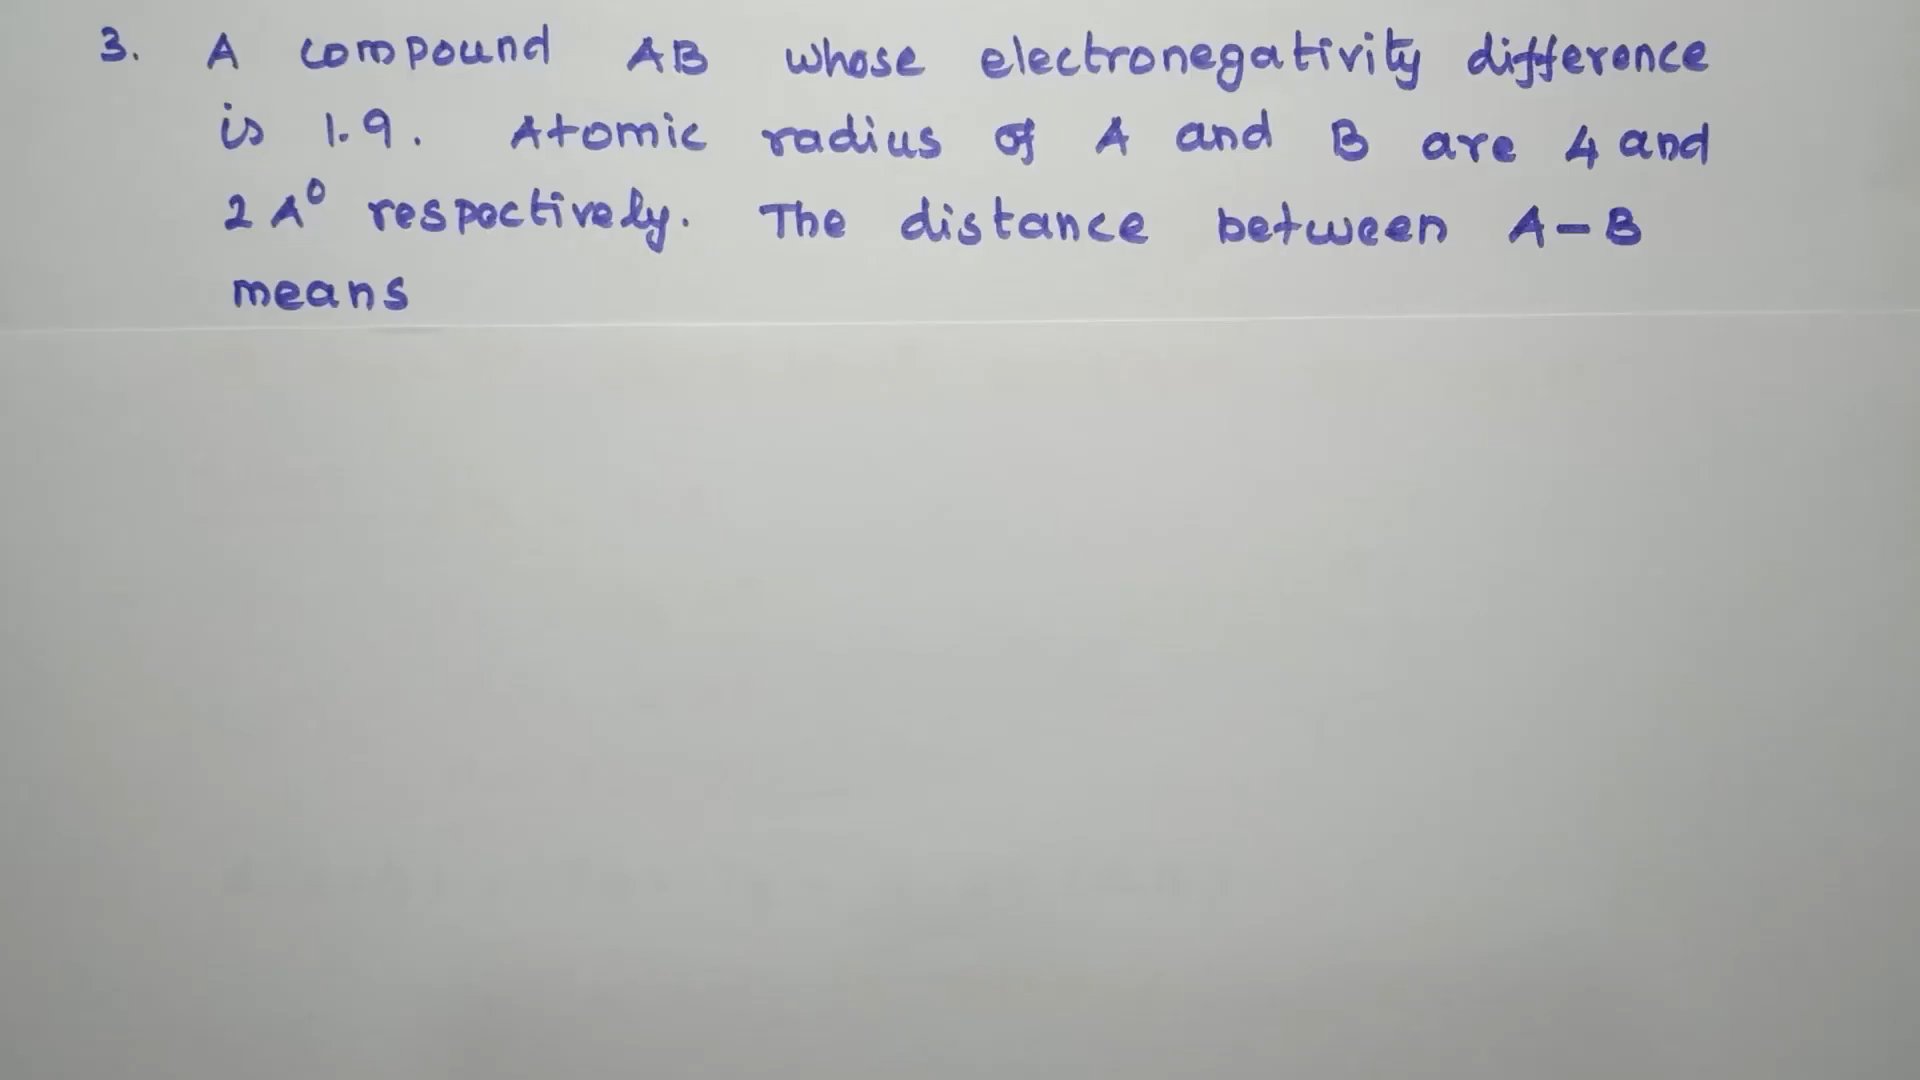 3. A compound AB whose electronegativity difference
is 1.9. Atomic radius of A and B are 4 and
2 A⁰ respectively. The distance between A-B
means